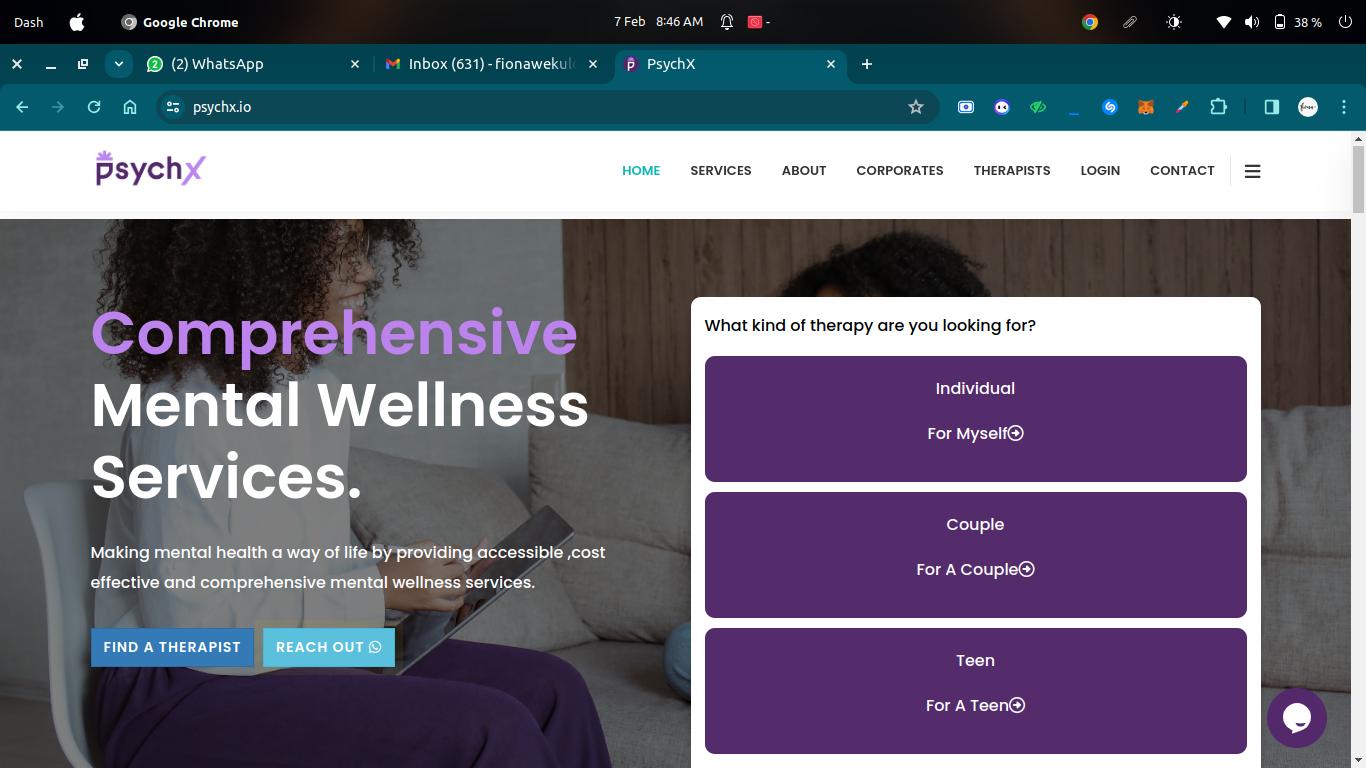 Dash
Google Chrome
7 Feb 8:46 AM
-
38 %
2
(2) WhatsApp
Inbox (631) - fionawekul
PsychX
psychx.io
psychX
HOME
SERVICES
ABOUT
CORPORATES
THERAPISTS
LOGIN
CONTACT
Comprehensive
Mental Wellness
Services.
Making mental health a way of life by providing accessible ,cost
effective and comprehensive mental wellness services.
FIND A THERAPIST
REACH OUT
What kind of therapy are you looking for?
Individual
For Myself
Couple
For A Couple
Teen
For A Teen